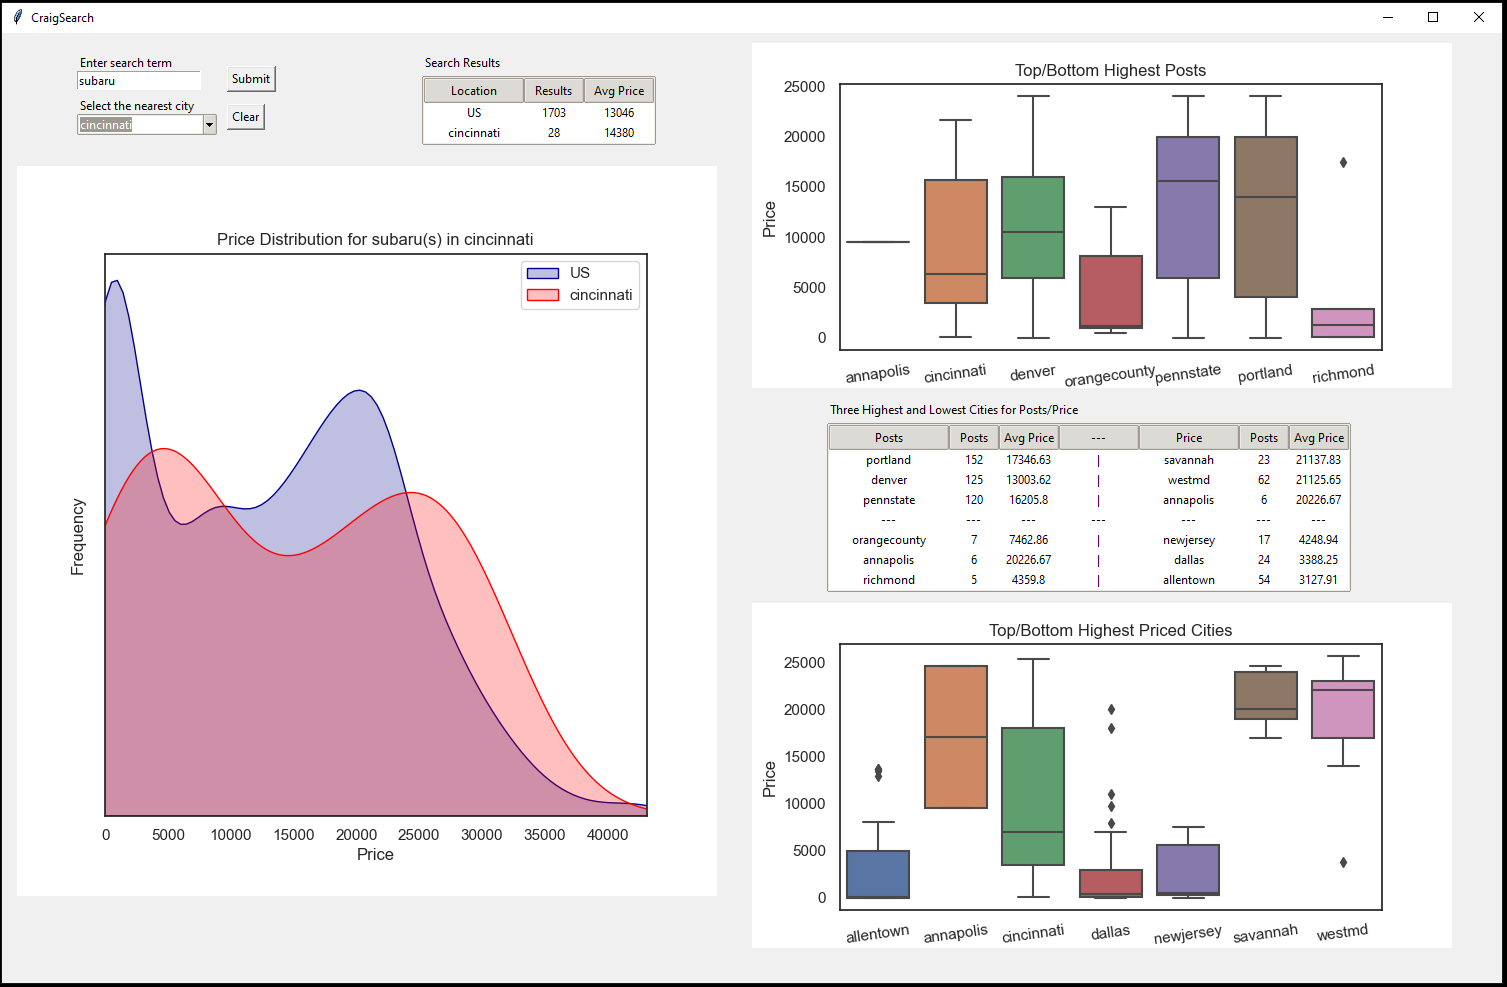 CraigSearch
Enter search term
subaru
Submit
Select the nearest city
cincinnati
Clear
Search Results
Location Results Avg Price
US 1703 13046
cincinnati 28 14380
Price Distribution for subaru(s) in cincinnati
US
cincinnati
Frequency
0 5000 10000 15000 20000 25000 30000 35000 40000
Price
Top/Bottom Highest Posts
25000
20000
15000
10000
5000
0
Price
annapolis cincinnati denver orangecounty pennstate portland richmond
Three Highest and Lowest Cities for Posts/Price
Posts Posts Avg Price --- Price Posts Avg Price
portland 152 17346.63 | savannah 23 21137.83
denver 125 13003.62 | westmd 62 21125.65
pennstate 120 16205.8 | annapolis 6 20226.67
--- --- --- --- --- --- ---
orangecounty 7 7462.86 | newjersey 17 4248.94
annapolis 6 20226.67 | dallas 24 3388.25
richmond 5 4359.8 | allentown 54 3127.91
Top/Bottom Highest Priced Cities
25000
20000
15000
10000
5000
0
Price
allentown annapolis cincinnati dallas newjersey savannah westmd